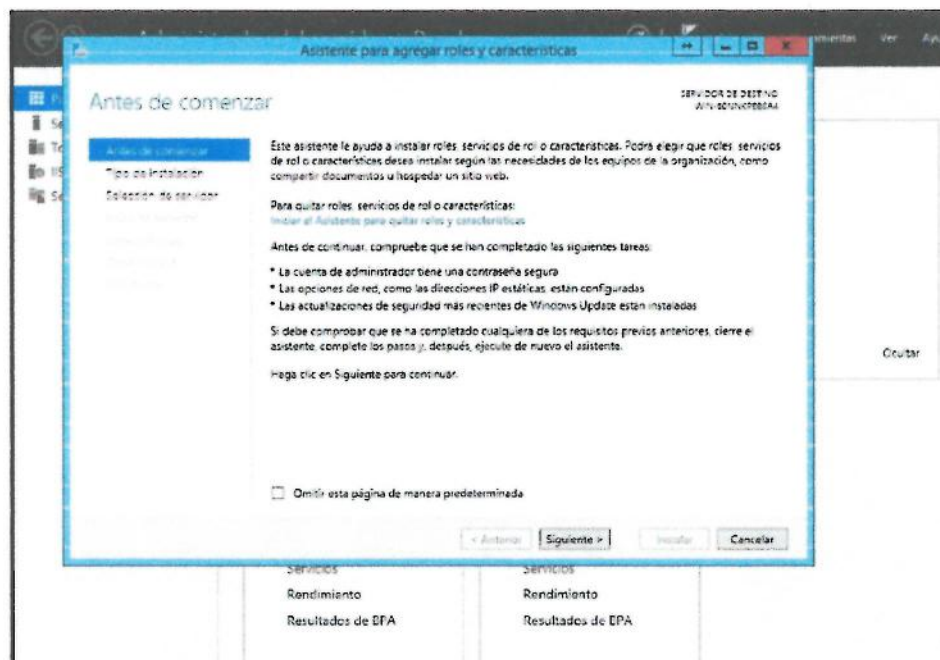 Asistente para agregar roles y características
Ver
Antes de comenzar
SERVIDOR DE DESTINO
Antes de comenzar
Tipo de instalación
Selección de servidor
Este asistente le ayuda a instalar roles, servicios de rol o características. Podrá elegir qué roles, servicios
de rol o características desea instalar según las necesidades de los equipos de la organización, como
compartir documentos u hospedar un sitio web.
Para quitar roles, servicios de rol o características:
Iniciar el Asistente para quitar roles y características
Antes de continuar, compruebe que se han completado las siguientes tareas:
* La cuenta de administrador tiene una contraseña segura
* Las opciones de red, como las direcciones IP estáticas, están configuradas
* Las actualizaciones de seguridad más recientes de Windows Update están instaladas
Si debe comprobar que se ha completado cualquiera de los requisitos previos anteriores, cierre el
asistente, complete los pasos y, después, ejecute de nuevo el asistente.
Haga clic en Siguiente para continuar.
Ocultar
Omitir esta página de manera predeterminada
< Anterior
Siguiente >
Instalar
Cancelar
Servicios
Servicios
Rendimiento
Rendimiento
Resultados de BPA
Resultados de BPA